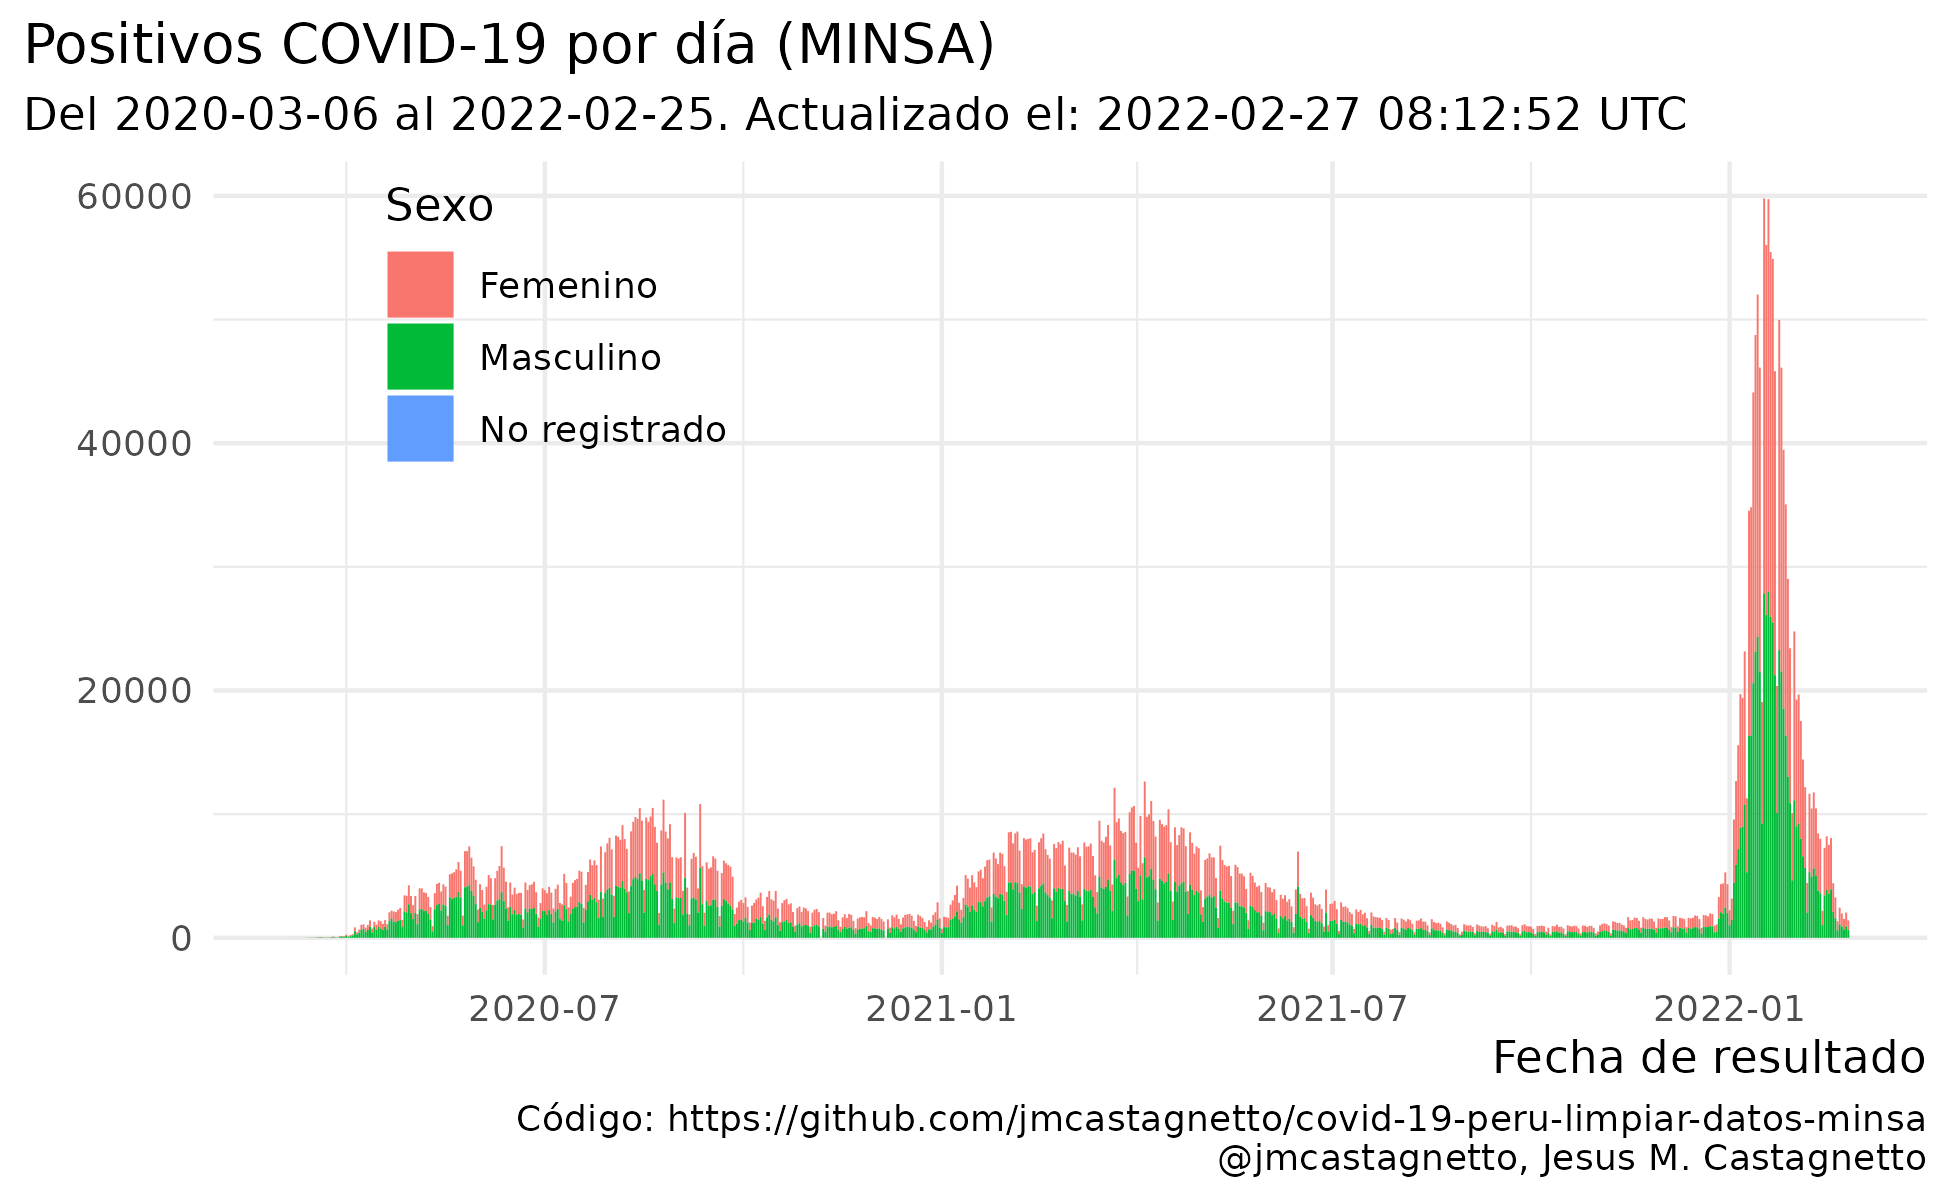 Positivos COVID-19 por día (MINSA)
Del 2020-03-06 al 2022-02-25. Actualizado el: 2022-02-27 08:12:52 UTC
Sexo
Femenino
Masculino
No registrado
60000
40000
20000
0
2020-07
2021-01
2021-07
2022-01
Fecha de resultado
Código: https://github.com/jmcastagnetto/covid-19-peru-limpiar-datos-minsa
@jmcastagnetto, Jesus M. Castagnetto